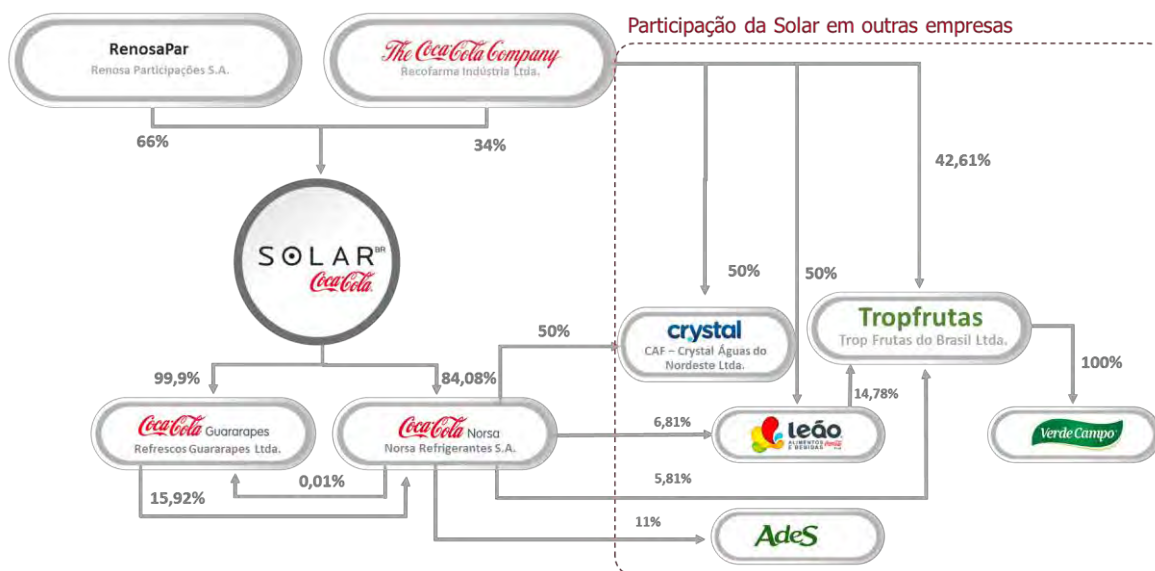 Participação da Solar em outras empresas
RenosaPar
Renosa Participações S.A.
The Coca-Cola Company
Recofarma Indústria Ltda.
66%
34%
42,61%
SOLAR BR
Coca-Cola
50%
50%
50%
crystal
CAF – Crystal Águas do
Nordeste Ltda.
Tropfrutas
Trop Frutas do Brasil Ltda.
99,9%
84,08%
100%
14,78%
Coca-Cola Guararapes
Refrescos Guararapes Ltda.
Coca-Cola Norsa
Norsa Refrigerantes S.A.
6,81%
leão
ALIMENTOS
E BEBIDAS
Verde Campo
0,01%
15,92%
5,81%
11%
AdeS